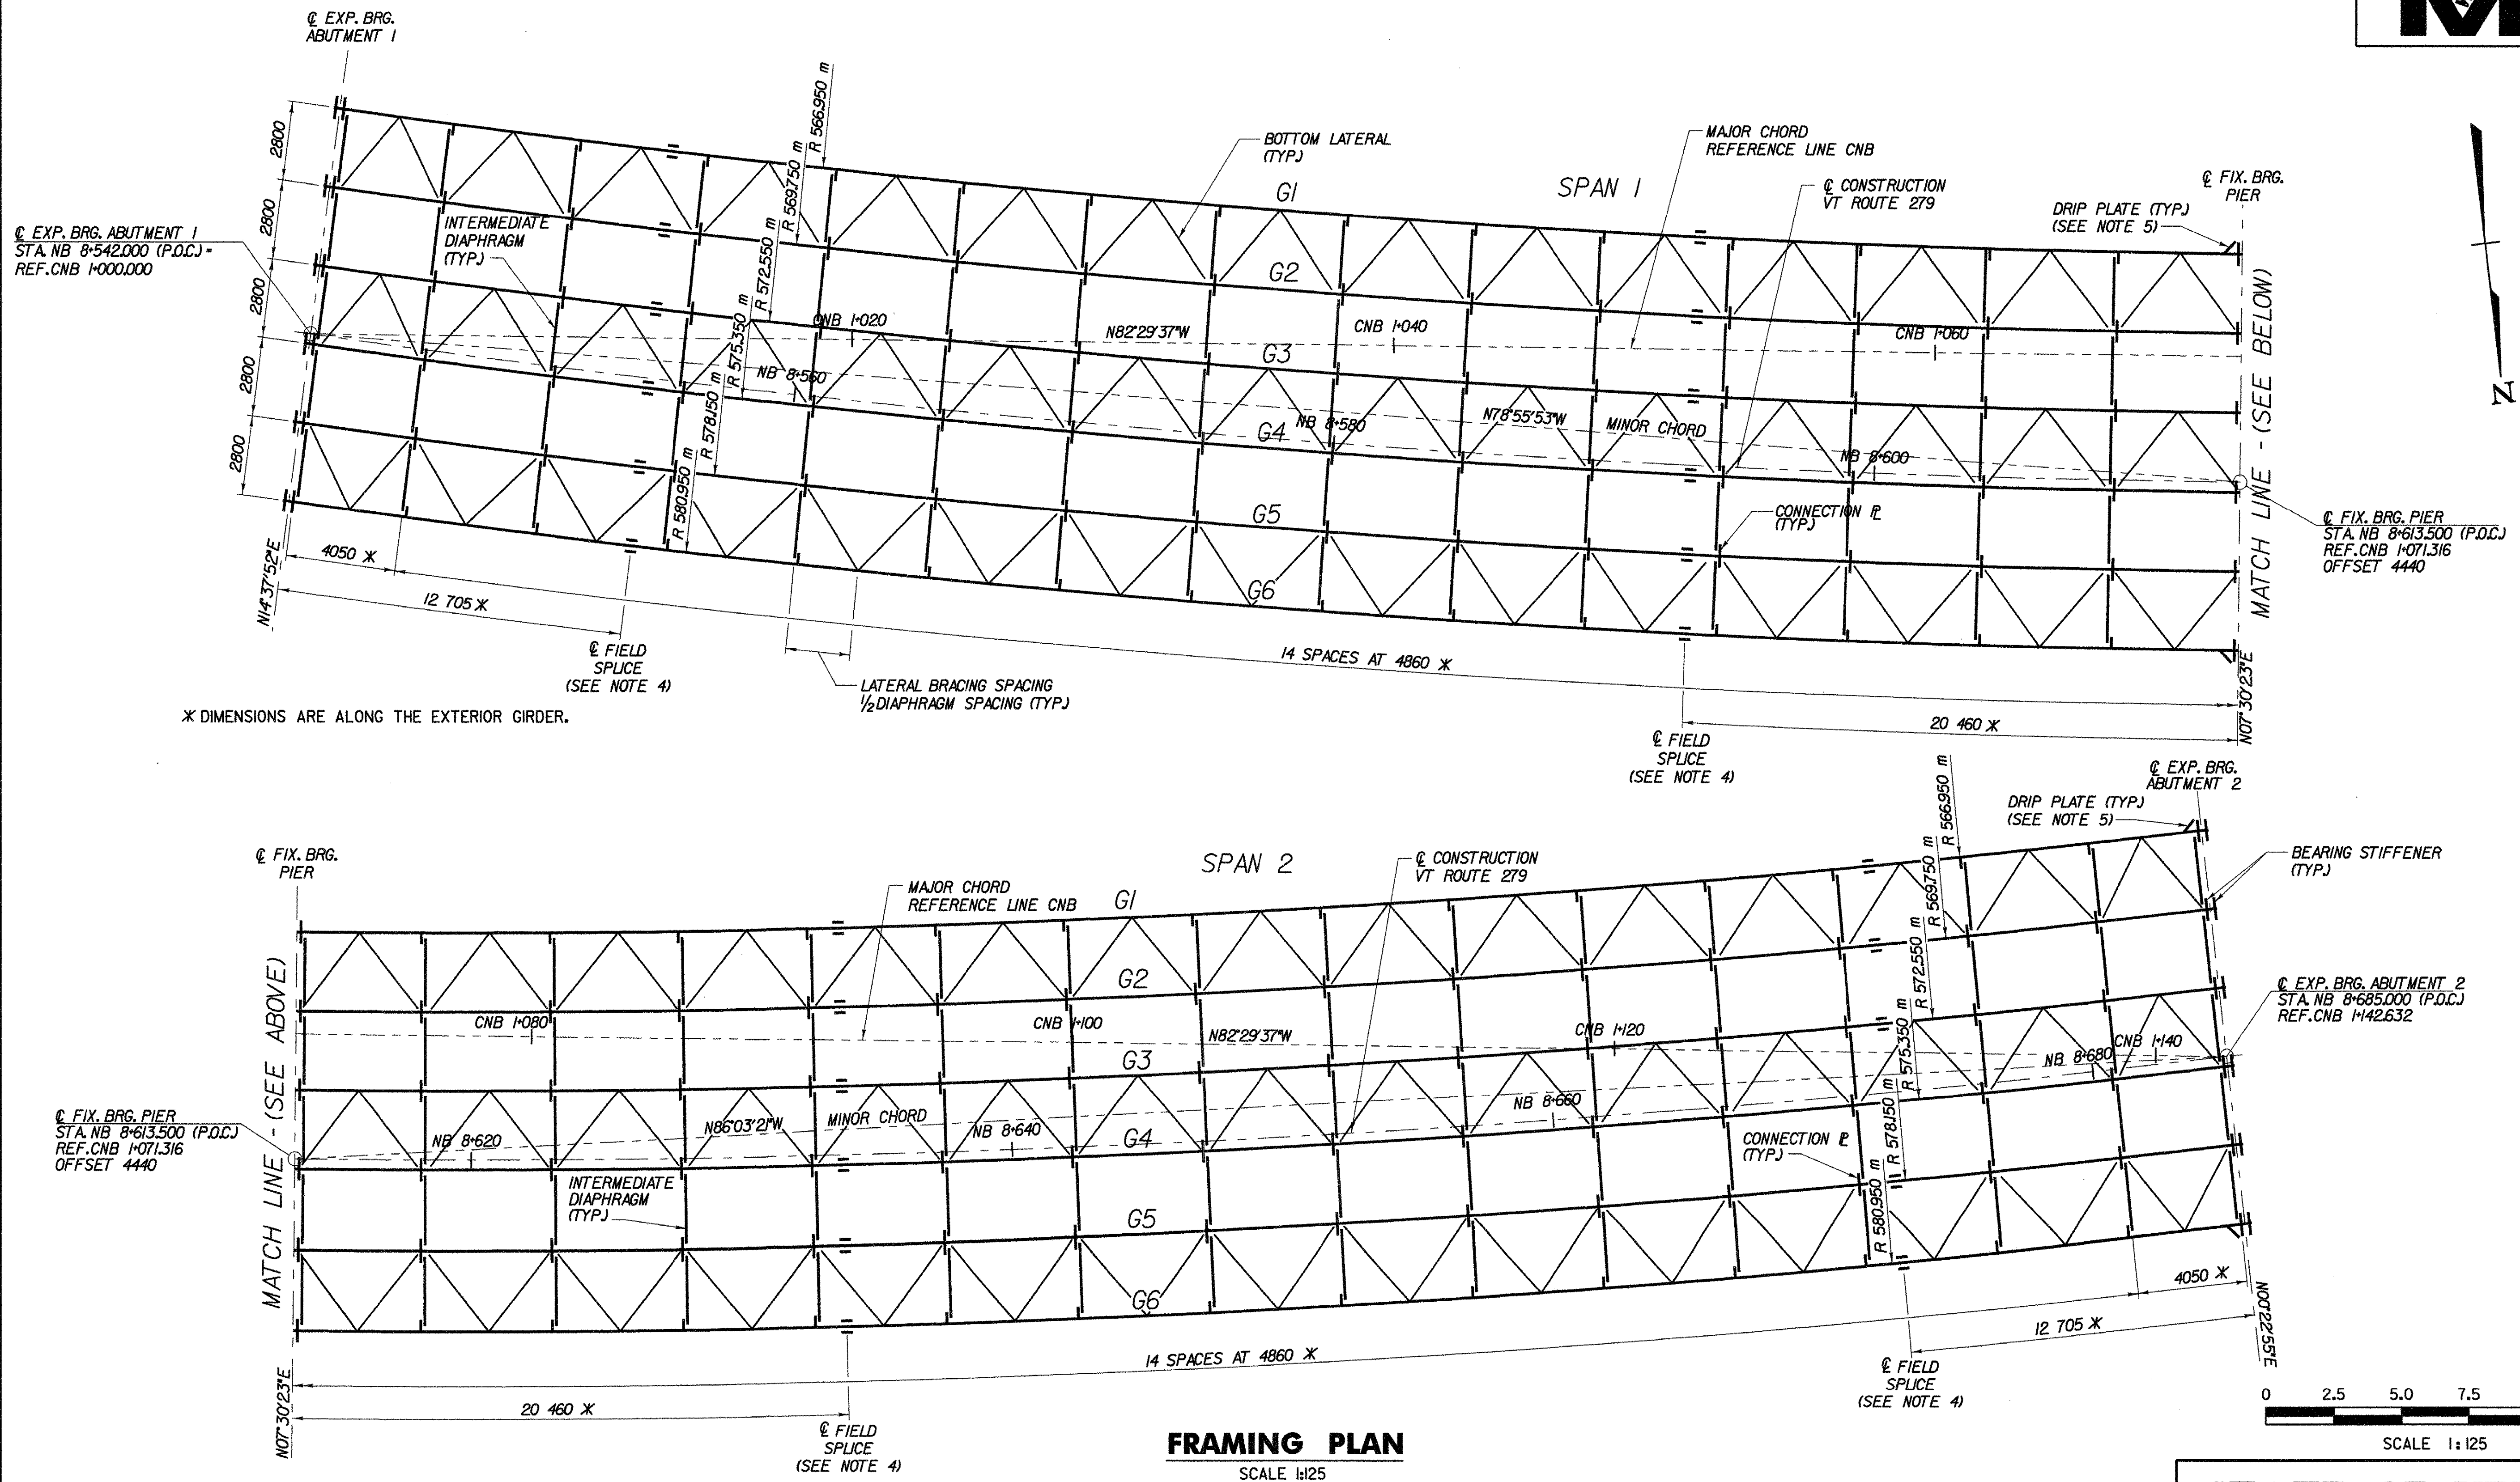 ℄ EXP. BRG.
ABUTMENT 1
2800
2800
2800
2800
2800
R 566.950 m
R 569.750 m
R 572.550 m
R 575.350 m
R 578.150 m
R 580.950 m
BOTTOM LATERAL
(TYP.)
MAJOR CHORD
REFERENCE LINE CNB
G1
SPAN 1
℄ CONSTRUCTION
VT ROUTE 279
℄ FIX. BRG.
PIER
DRIP PLATE (TYP.)
(SEE NOTE 5)
℄ EXP. BRG. ABUTMENT 1
STA. NB 8+542.000 (P.O.C.) =
REF. CNB 1+000.000
INTERMEDIATE
DIAPHRAGM
(TYP.)
G2
CNB 1+020
N82°29'37"W
CNB 1+040
CNB 1+060
G3
NB 8+560
NB 8+580
N78°55'53"W
MINOR CHORD
NB 8+600
G4
MATCH LINE - (SEE BELOW)
Z
G5
CONNECTION ℙL
(TYP.)
℄ FIX. BRG. PIER
STA. NB 8+613.500 (P.O.C.)
REF. CNB 1+071.316
OFFSET 4440
G6
N14°37'52"E
4050 *
12 705 *
℄ FIELD
SPLICE
(SEE NOTE 4)
14 SPACES AT 4860 *
LATERAL BRACING SPACING
1/2 DIAPHRAGM SPACING (TYP.)
* DIMENSIONS ARE ALONG THE EXTERIOR GIRDER.
20 460 *
N07°30'23"E
℄ FIELD
SPLICE
(SEE NOTE 4)
℄ EXP. BRG.
ABUTMENT 2
DRIP PLATE (TYP.)
(SEE NOTE 5)
R 566.950 m
R 569.750 m
R 572.550 m
R 575.350 m
R 578.150 m
R 580.950 m
BEARING STIFFENER
(TYP.)
℄ FIX. BRG.
PIER
SPAN 2
℄ CONSTRUCTION
VT ROUTE 279
MAJOR CHORD
REFERENCE LINE CNB
G1
G2
CNB 1+080
CNB 1+100
N82°29'37"W
CNB 1+120
CNB 1+140
℄ EXP. BRG. ABUTMENT 2
STA. NB 8+685.000 (P.O.C.)
REF. CNB 1+142.632
G3
NB 8+680
NB 8+660
℄ FIX. BRG. PIER
STA. NB 8+613.500 (P.O.C.)
REF. CNB 1+071.316
OFFSET 4440
NB 8+620
N86°03'21"W
MINOR CHORD
NB 8+640
G4
CONNECTION ℙL
(TYP.)
INTERMEDIATE
DIAPHRAGM
(TYP.)
MATCH LINE - (SEE ABOVE)
G5
G6
4050 *
12 705 *
N00°22'55"E
14 SPACES AT 4860 *
20 460 *
N07°30'23"E
℄ FIELD
SPLICE
(SEE NOTE 4)
℄ FIELD
SPLICE
(SEE NOTE 4)
0 2.5 5.0 7.5
SCALE 1:125
FRAMING PLAN
SCALE 1:125